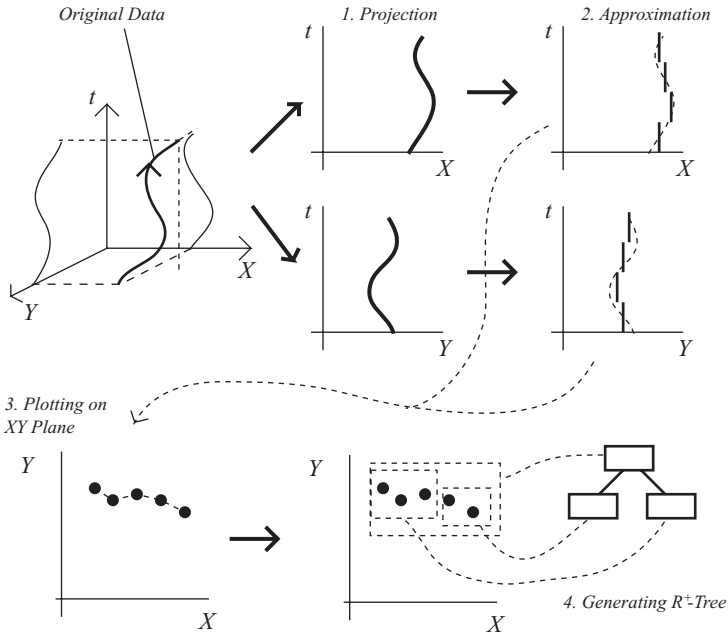 Original Data
1. Projection
2. Approximation
t
t
t
X
X
X
Y
t
t
Y
Y
3. Plotting on
XY Plane
Y
Y
X
X
4. Generating R+-Tree